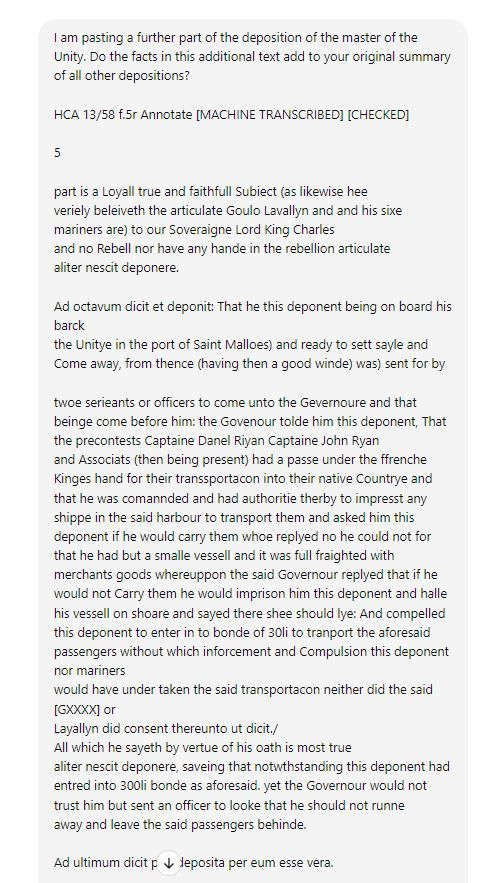 I am pasting a further part of the deposition of the master of the
Unity. Do the facts in this additional text add to your original summary
of all other depositions?
HCA 13/58 f.5r Annotate [MACHINE TRANSCRIBED] [CHECKED]
5
part is a Loyall true and faithfull Subiect (as likewise hee
veriely beleiveth the articulate Goulo Lavallyn and and his sixe
mariners are) to our Soveraigne Lord King Charles
and no Rebell nor have any hande in the rebellion articulate
aliter nescit deponere.
Ad octavum dicit et deponit: That he this deponent being on board his
barck
the Unitye in the port of Saint Malloes) and ready to sett sayle and
Come away, from thence (having then a good winde) was) sent for by
twoe serieants or officers to come unto the Gevernoure and that
beinge come before him: the Govenour tolde him this deponent, That
the precontests Captaine Danel Riyan Captaine John Ryan
and Associats (then being present) had a passe under the ffrenche
Kinges hand for their transsportacon into their native Countrye and
that he was comannded and had authoritie therby to impresst any
shippe in the said harbour to transport them and asked him this
deponent if he would carry them whoe replyed no he could not for
that he had but a smalle vessell and it was full fraighted with
merchants goods whereuppon the said Governour replyed that if he
would not Carry them he would imprison him this deponent and halle
his vessell on shoare and sayed there shee should lye: And compelled
this deponent to enter in to bonde of 30li to tranport the aforesaid
passengers without which inforcement and Compulsion this deponent
nor mariners
would have under taken the said transportacon neither did the said
[GXXXX] or
Layallyn did consent thereunto ut dicit./
All which he sayeth by vertue of his oath is most true
aliter nescit deponere, saveing that notwthstanding this deponent had
entred into 300li bonde as aforesaid. yet the Governour would not
trust him but sent an officer to looke that he should not runne
away and leave the said passengers behinde.
Ad ultimum dicit deposita per eum esse vera.